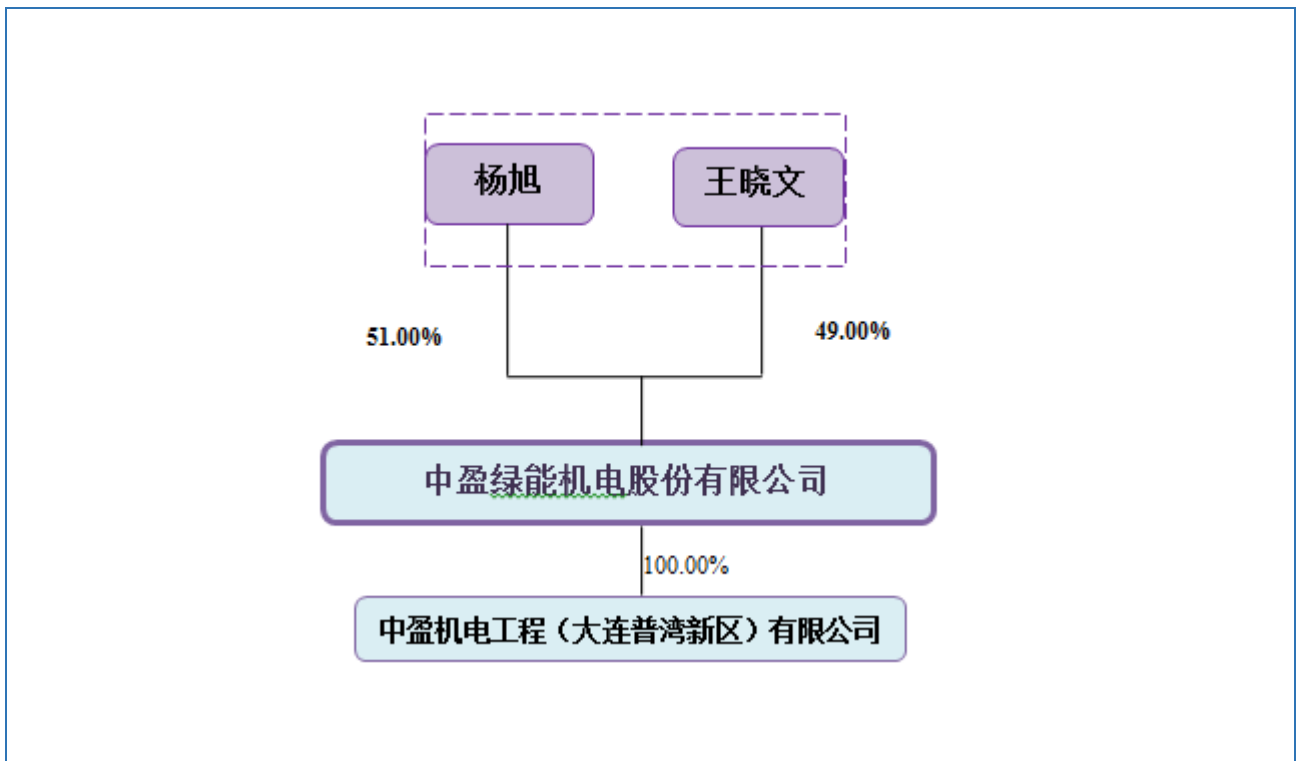 杨旭
王晓文
51.00%
49.00%
中盈绿能机电股份有限公司
100.00%
中盈机电工程（大连普湾新区）有限公司